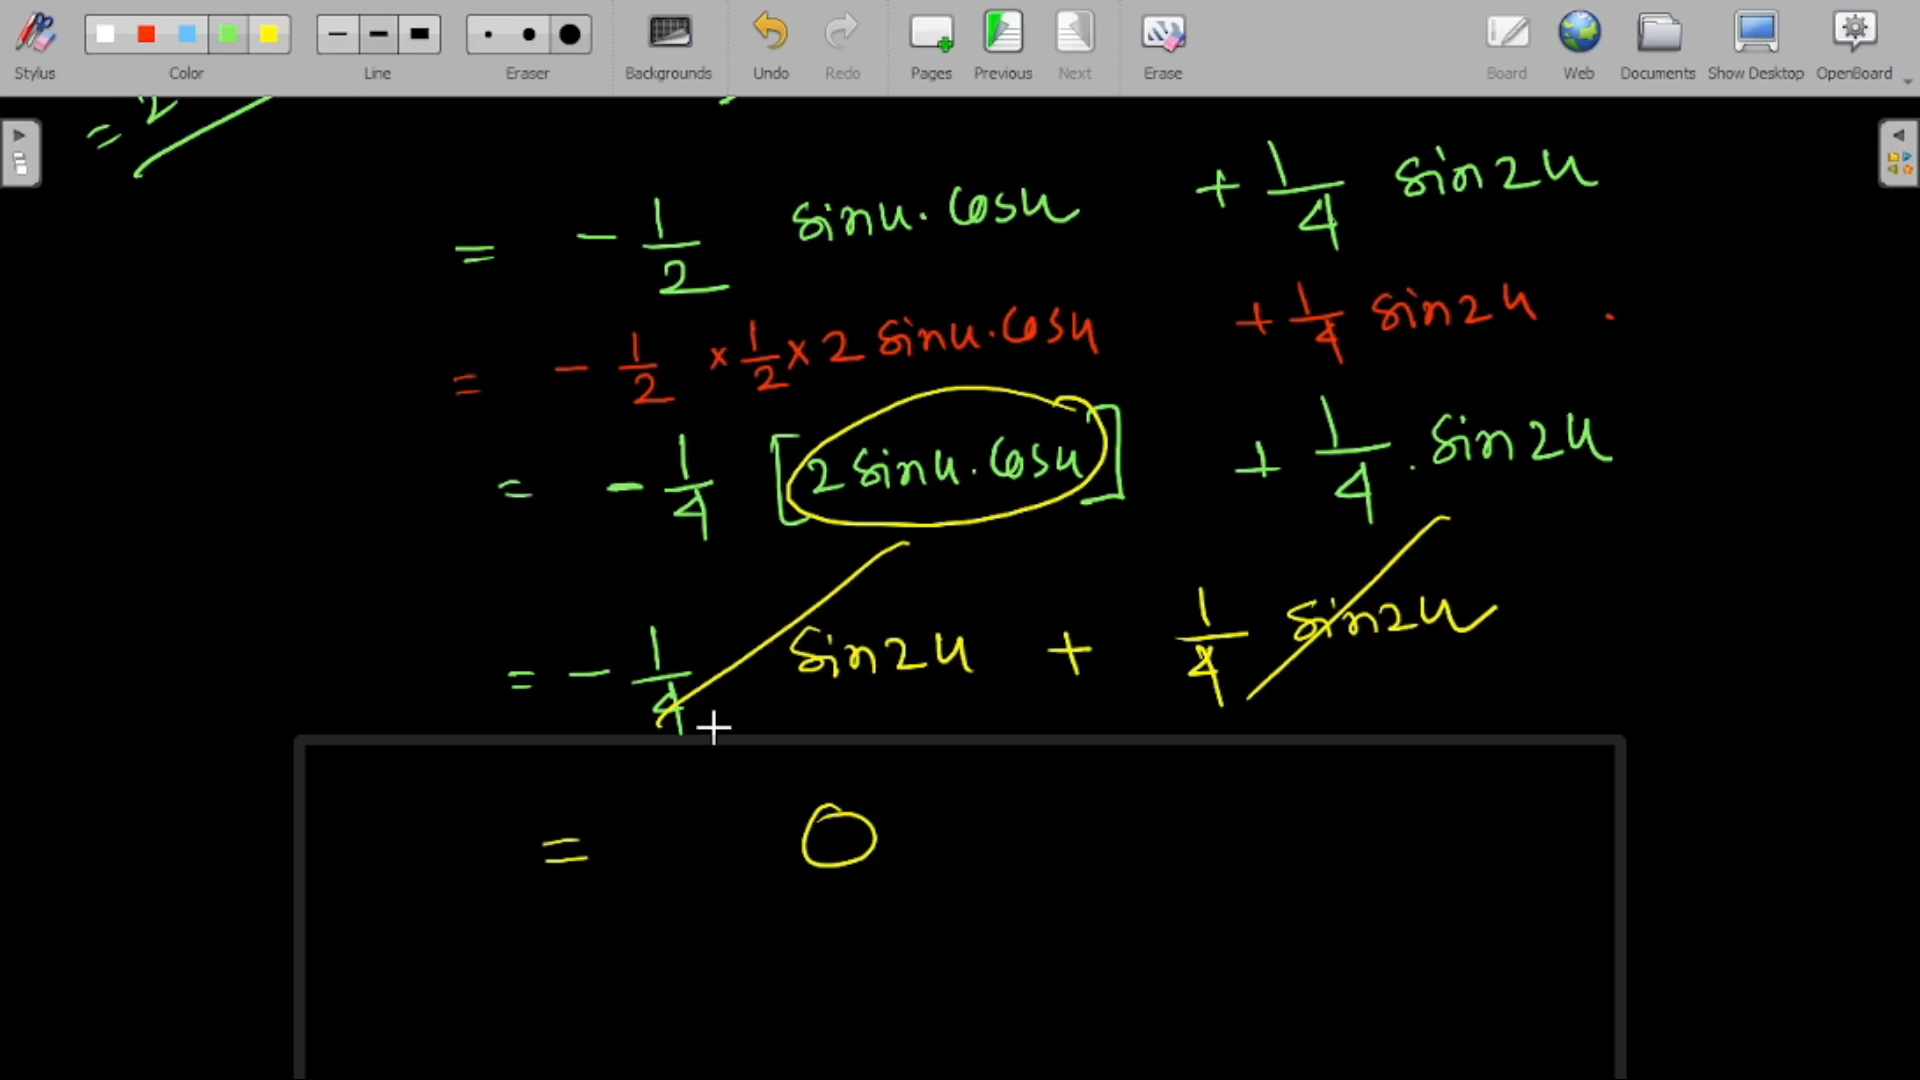 Stylus Color Line Eraser Backgrounds Undo Redo Pages Previous Next Erase Board Web Documents Show Desktop OpenBoard
= 2
= - 1/2 sinu.cosu + 1/4 sin2u
= - 1/2 × 1/2 × 2 sinu.cosu + 1/4 sin2u .
= - 1/4 [2 sinu.cosu] + 1/4 . sin2u
= - 1/4 sin2u + 1/4 sin2u
= 0